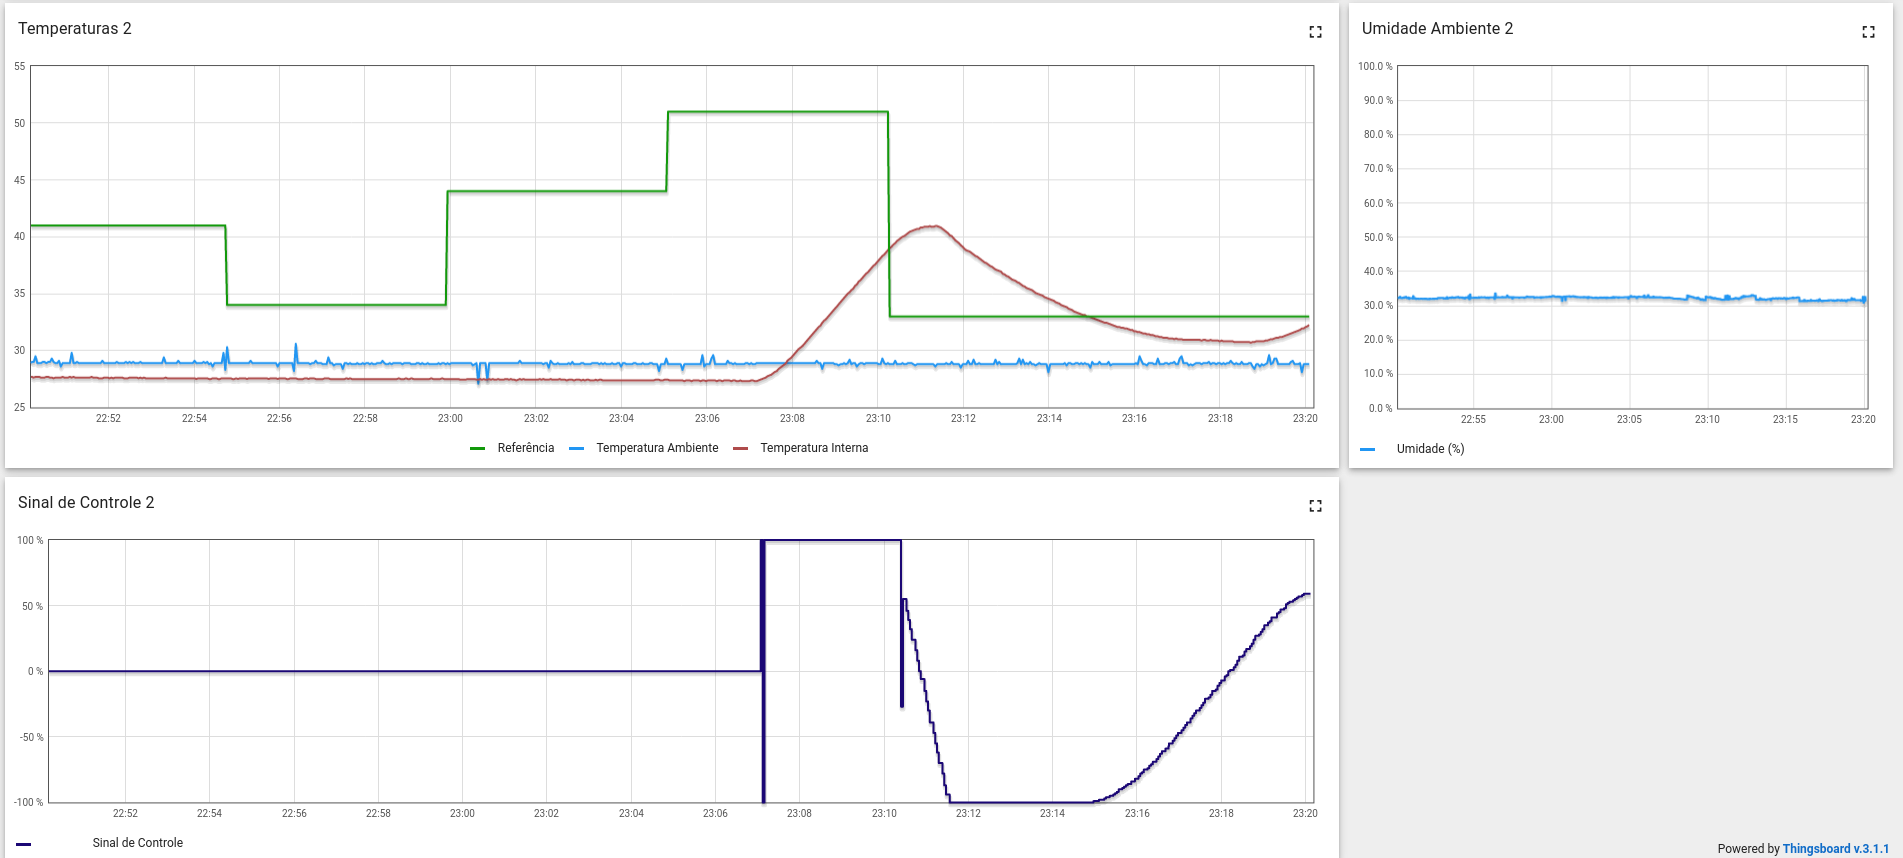 Temperaturas 2
55
50
45
40
35
30
25
22:52 22:54 22:56 22:58 23:00 23:02 23:04 23:06 23:08 23:10 23:12 23:14 23:16 23:18 23:20
Referência Temperatura Ambiente Temperatura Interna
Umidade Ambiente 2
100.0 %
90.0 %
80.0 %
70.0 %
60.0 %
50.0 %
40.0 %
30.0 %
20.0 %
10.0 %
0.0 %
22:55 23:00 23:05 23:10 23:15 23:20
Umidade (%)
Sinal de Controle 2
100 %
50 %
0 %
-50 %
-100 %
22:52 22:54 22:56 22:58 23:00 23:02 23:04 23:06 23:08 23:10 23:12 23:14 23:16 23:18 23:20
Sinal de Controle
Powered by Thingsboard v.3.1.1